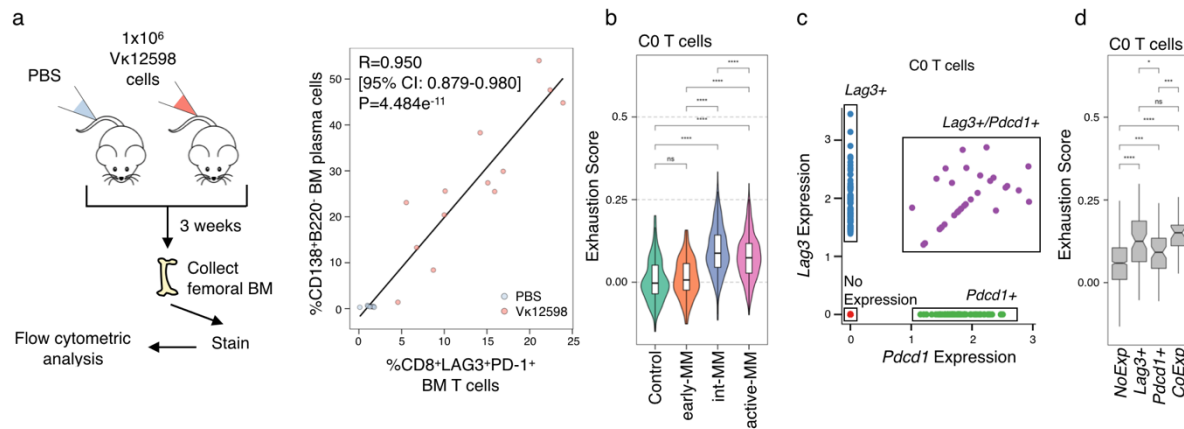 a
PBS
1x10⁶
Vκ12598
cells
3 weeks
Collect
femoral BM
Stain
Flow cytometric
analysis
R=0.950
[95% CI: 0.879-0.980]
P=4.484e⁻¹¹
%CD138⁺B220⁻ BM plasma cells
50
40
30
20
10
0
PBS
Vκ12598
0 5 10 15 20 25
%CD8⁺LAG3⁺PD-1⁺
BM T cells
b
C0 T cells
Exhaustion Score
0.5
0.25
0.00
****
****
****
****
****
ns
Control
early-MM
int-MM
active-MM
c
C0 T cells
Lag3+
Lag3+/Pdcd1+
Lag3 Expression
3
2
1
0
No
Expression
Pdcd1+
0 1 2 3
Pdcd1 Expression
d
C0 T cells
Exhaustion Score
0.5
0.25
0.00
*
***
ns
****
***
****
NoExp
Lag3+
Pdcd1+
CoExp